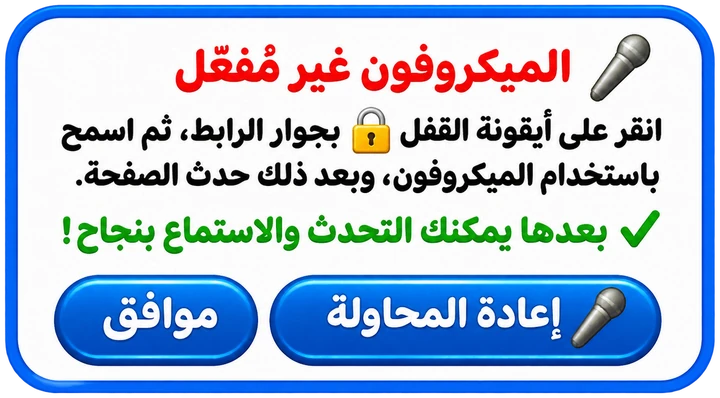 الميكروفون غير مُفعّل
انقر على أيقونة القفل بجوار الرابط، ثم اسمح
باستخدام الميكروفون، وبعد ذلك حدث الصفحة.
بعدها يمكنك التحدث والاستماع بنجاح!
إعادة المحاولة
موافق